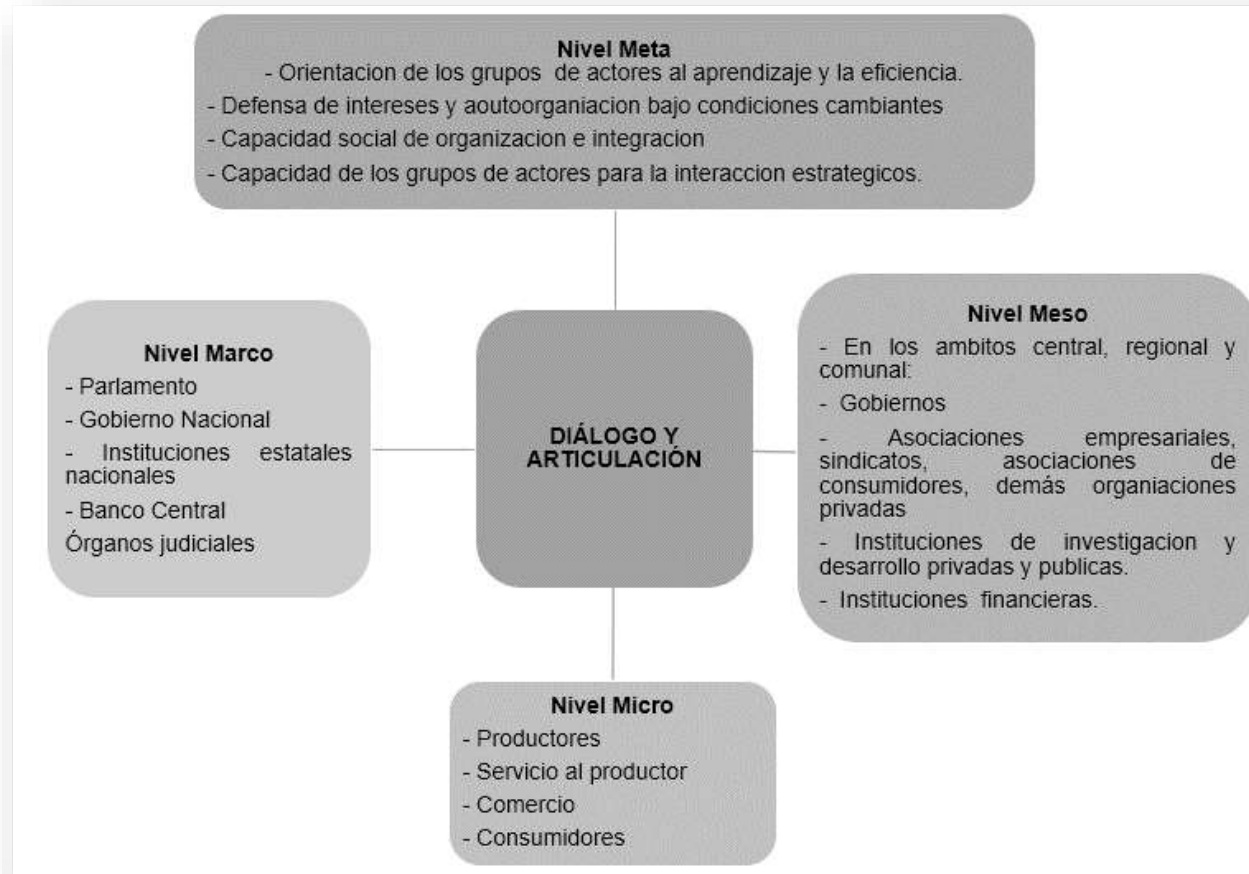 Nivel Meta
- Orientacion de los grupos de actores al aprendizaje y la eficiencia.
- Defensa de intereses y aoutoorganiacion bajo condiciones cambiantes
- Capacidad social de organizacion e integracion
- Capacidad de los grupos de actores para la interaccion estrategicos.
Nivel Marco
- Parlamento
- Gobierno Nacional
- Instituciones estatales
nacionales
- Banco Central
Órganos judiciales
DIÁLOGO Y
ARTICULACIÓN
Nivel Meso
- En los ambitos central, regional y
comunal:
- Gobiernos
- Asociaciones empresariales,
sindicatos, asociaciones de
consumidores, demás organiaciones
privadas
- Instituciones de investigacion y
desarrollo privadas y publicas.
- Instituciones financieras.
Nivel Micro
- Productores
- Servicio al productor
- Comercio
- Consumidores